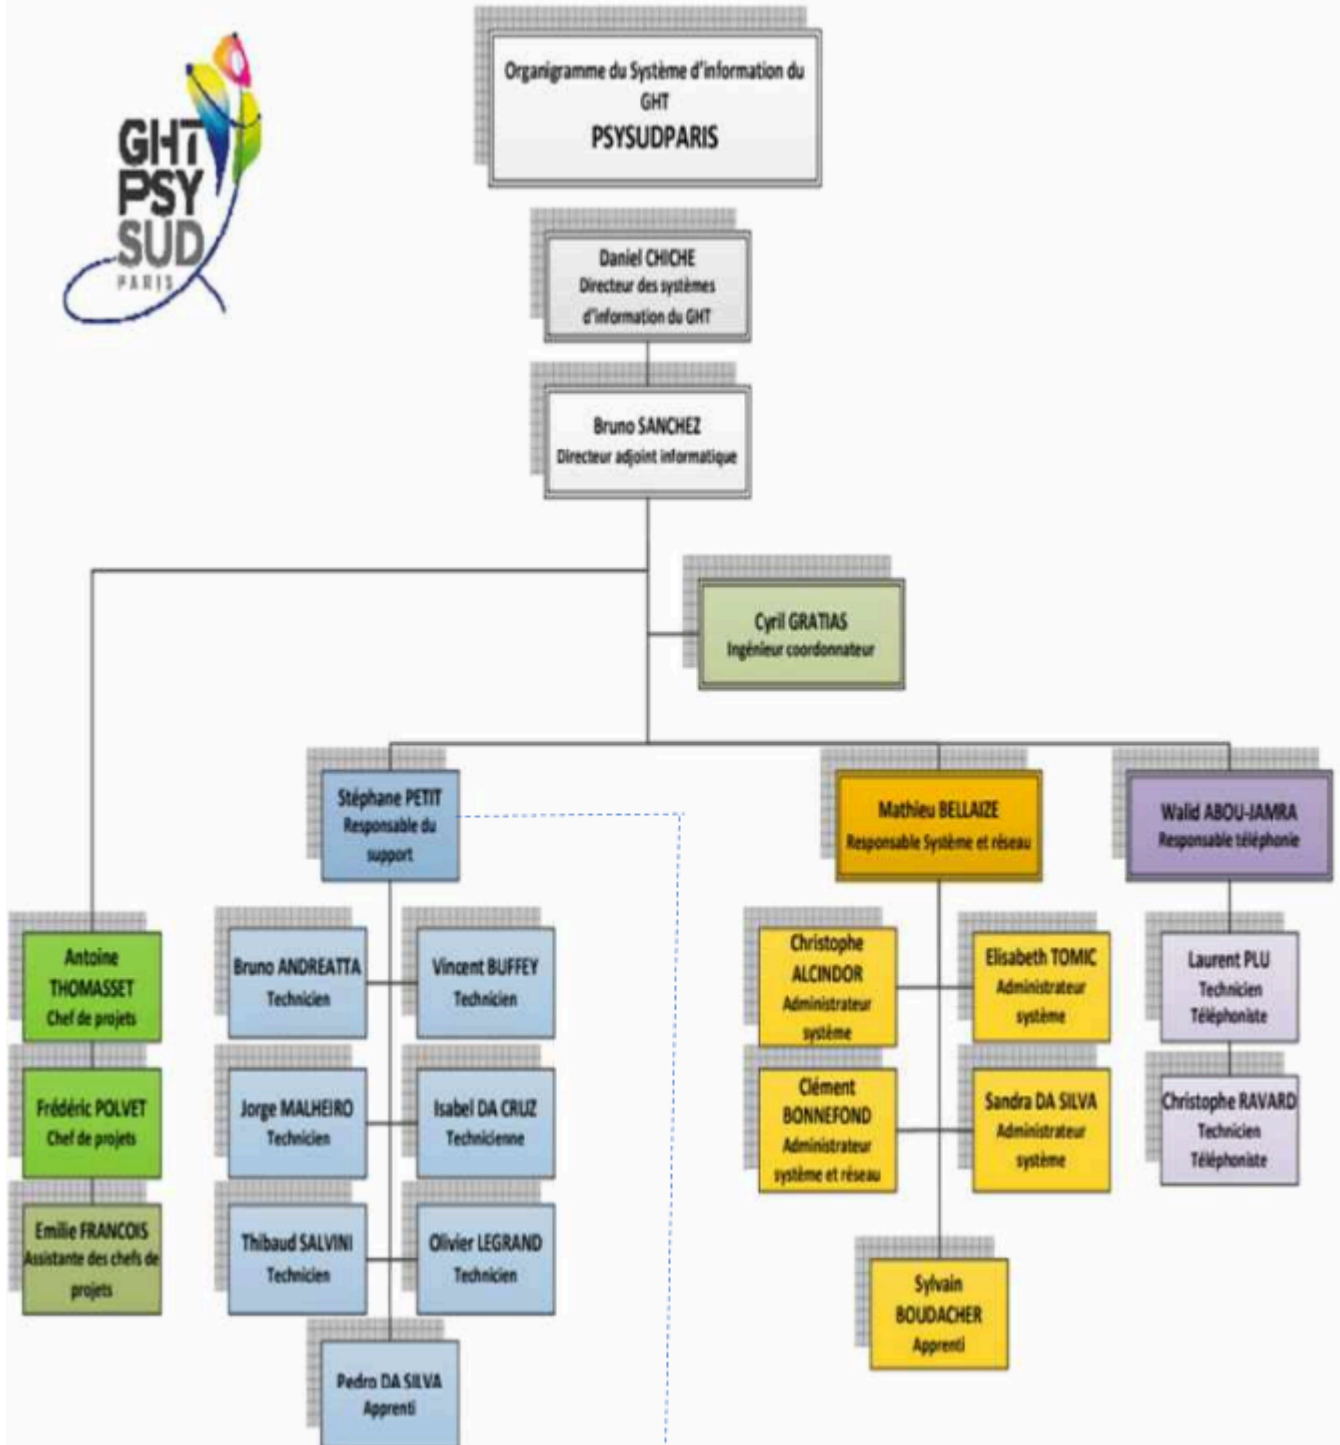 GHT
PSY
SUD
PARIS
Organigramme du Système d'information du
GHT
PSYSUDPARIS
Daniel CHICHE
Directeur des systèmes
d'information du GHT
Bruno SANCHEZ
Directeur adjoint informatique
Cyril GRATIAS
Ingénieur coordonnateur
Stéphane PETIT
Responsable du
support
Mathieu BELLAIZE
Responsable Système et réseau
Walid ABOU-JAMRA
Responsable téléphonie
Antoine
THOMASSET
Chef de projets
Frédéric POLVET
Chef de projets
Emilie FRANCOIS
Assistante des chefs de
projets
Bruno ANDREATTA
Technicien
Vincent BUFFEY
Technicien
Jorge MALHEIRO
Technicien
Isabel DA CRUZ
Technicienne
Thibaud SALVINI
Technicien
Olivier LEGRAND
Technicien
Pedro DA SILVA
Apprenti
Christophe
ALCINDOR
Administrateur
système
Elisabeth TOMIC
Administrateur
système
Clément
BONNEFOND
Administrateur
système et réseau
Sandra DA SILVA
Administrateur
système
Sylvain
BOUDACHER
Apprenti
Laurent PLU
Technicien
Téléphoniste
Christophe RAVARD
Technicien
Téléphoniste